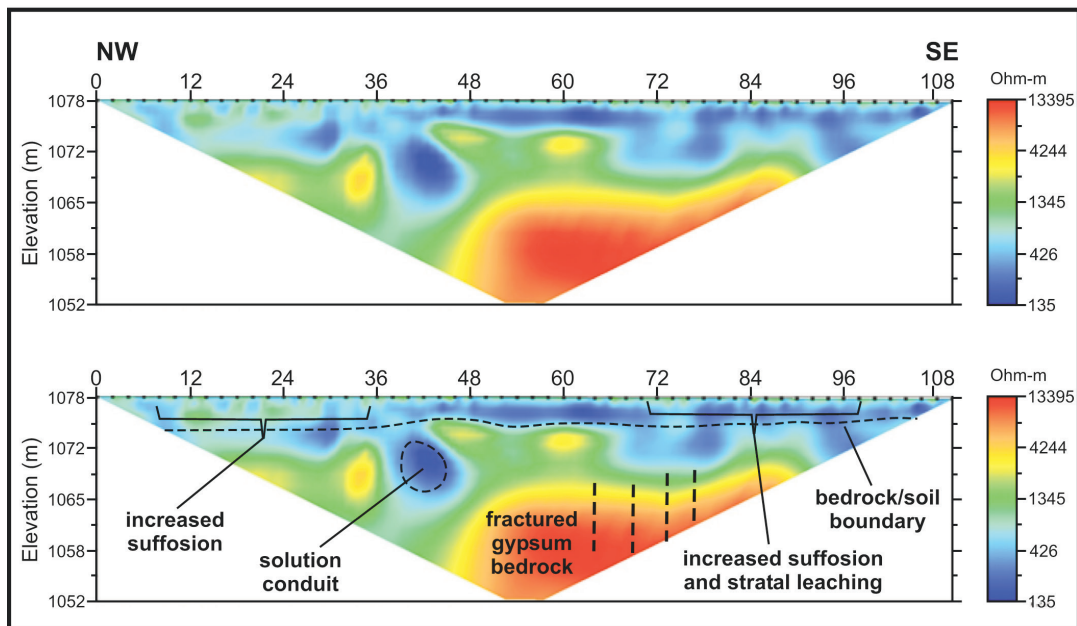 NW SE
0 12 24 36 48 60 72 84 96 108
Ohm-m
Elevation (m)
1078
1072
1065
1058
1052
13395
4244
1345
426
135
0 12 24 36 48 60 72 84 96 108
Ohm-m
Elevation (m)
1078
1072
1065
1058
1052
increased
suffosion
solution
conduit
fractured
gypsum
bedrock
increased suffosion
and stratal leaching
bedrock/soil
boundary
13395
4244
1345
426
135